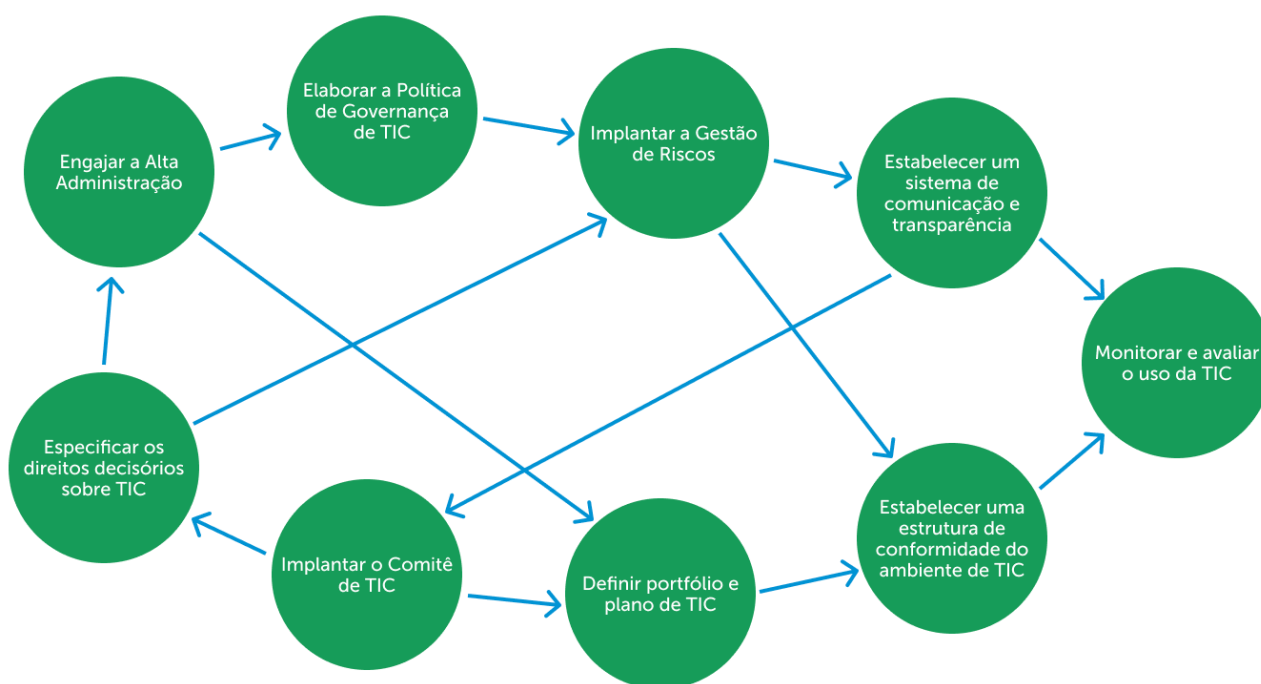 Elaborar a Política
de Governança
de TIC
Implantar a Gestão
de Riscos
Engajar a Alta
Administração
Estabelecer um
sistema de
comunicação e
transparência
Monitorar e avaliar
o uso da TIC
Especificar os
direitos decisórios
sobre TIC
Implantar o Comitê
de TIC
Definir portfólio e
plano de TIC
Estabelecer uma
estrutura de
conformidade do
ambiente de TIC